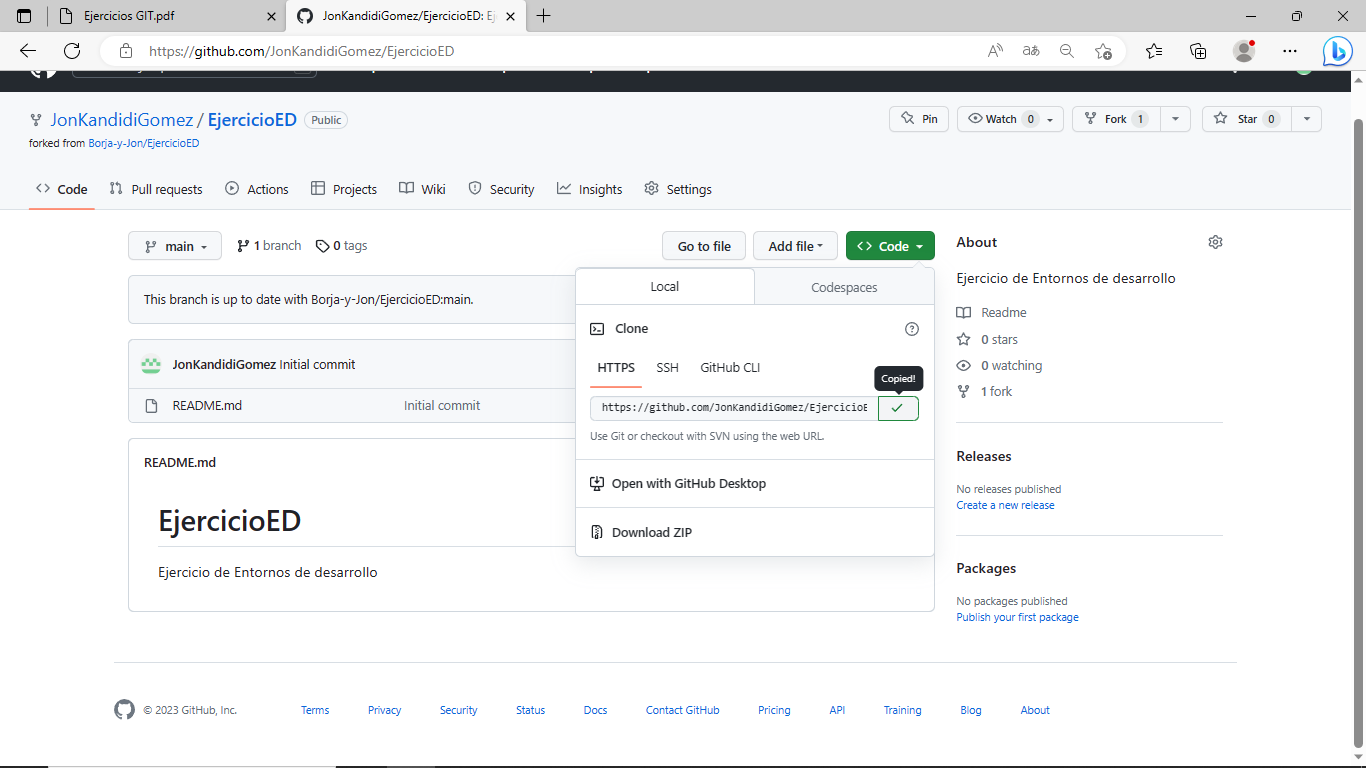 Ejercicios GIT.pdf
JonKandidiGomez/EjercicioED: Ej
https://github.com/JonKandidiGomez/EjercicioED
JonKandidiGomez / EjercicioED Public
Pin
Watch 0
Fork 1
Star 0
forked from Borja-y-Jon/EjercicioED
Code Pull requests Actions Projects Wiki Security Insights Settings
main 1 branch 0 tags
Go to file Add file Code
This branch is up to date with Borja-y-Jon/EjercicioED:main.
JonKandidiGomez Initial commit
README.md Initial commit
README.md
EjercicioED
Ejercicio de Entornos de desarrollo
Local Codespaces
Clone
HTTPS SSH GitHub CLI
Copied!
https://github.com/JonKandidiGomez/EjercicioE
Use Git or checkout with SVN using the web URL.
Open with GitHub Desktop
Download ZIP
About
Ejercicio de Entornos de desarrollo
Readme
0 stars
0 watching
1 fork
Releases
No releases published
Create a new release
Packages
No packages published
Publish your first package
© 2023 GitHub, Inc. Terms Privacy Security Status Docs Contact GitHub Pricing API Training Blog About